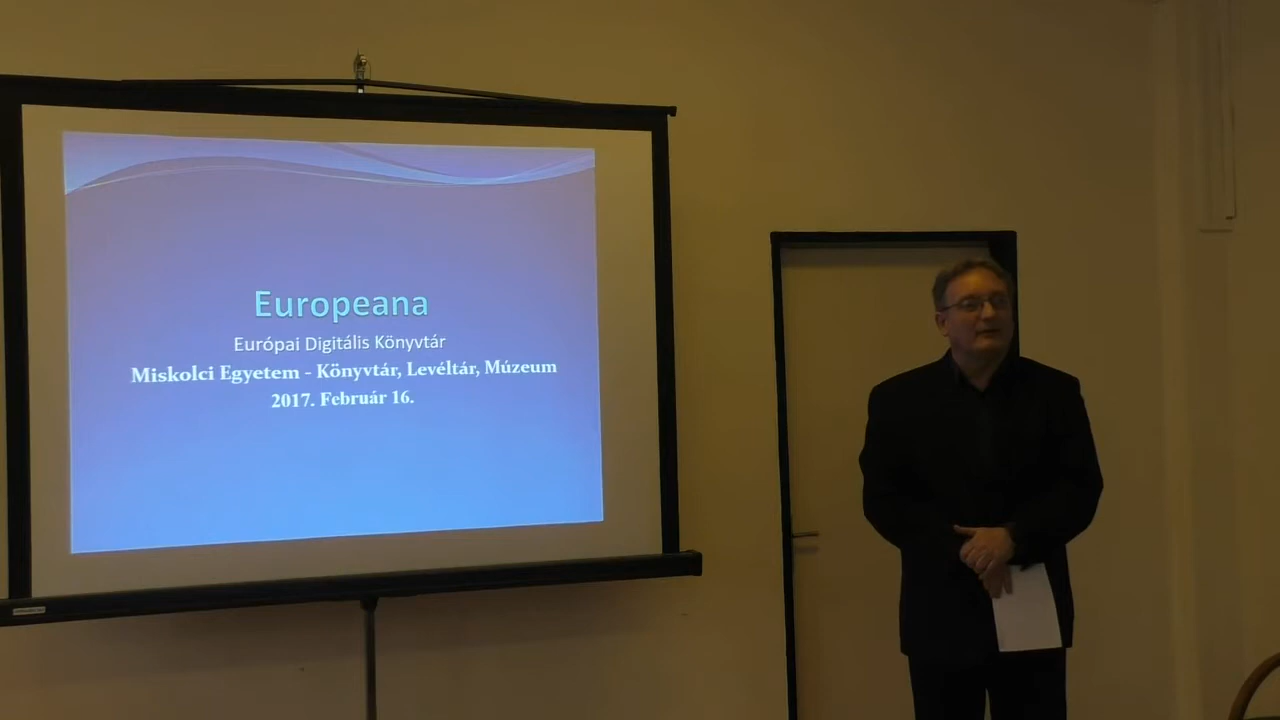 Europeana
Európai Digitális Könyvtár
Miskolci Egyetem - Könyvtár, Levéltár, Múzeum
2017. Február 16.